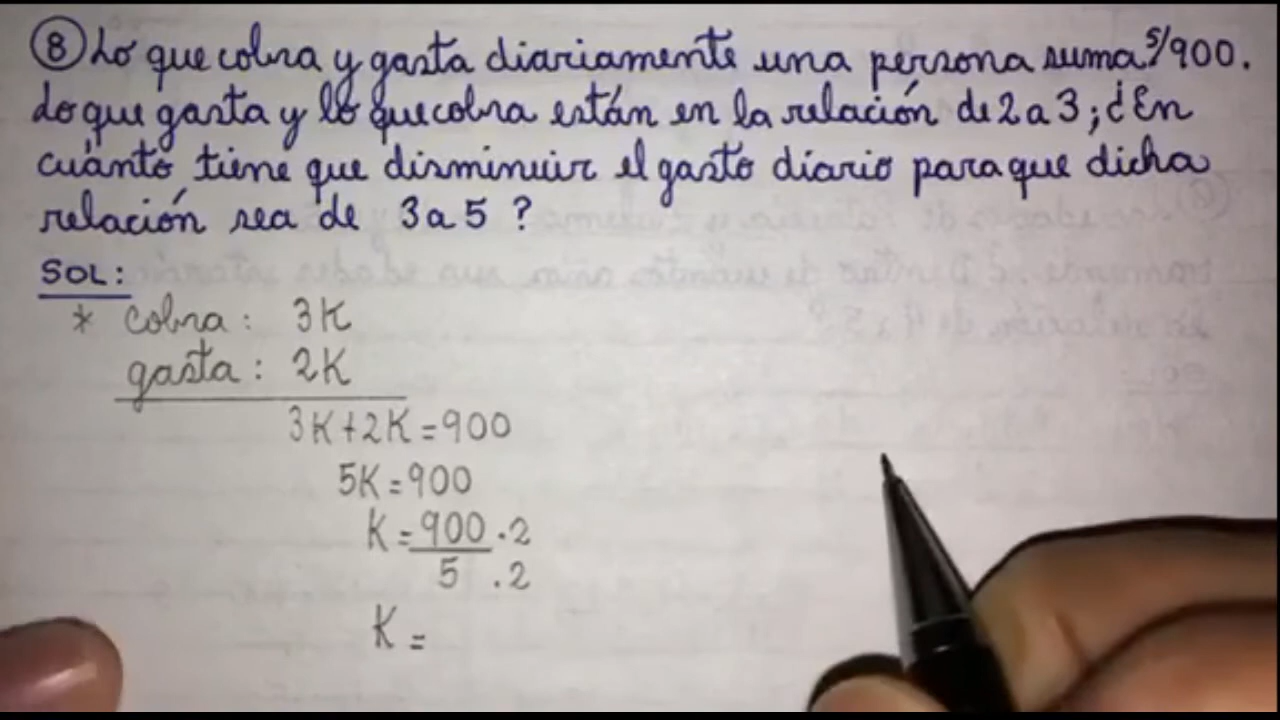 ⑧ Lo que cobra y gasta diariamente una persona suma S/900.
Lo que gasta y lo que cobra están en la relación de 2 a 3; ¿En
cuánto tiene que disminuir el gasto diario para que dicha
relación sea de 3 a 5 ?
SOL:
* cobra: 3K
gasta: 2K
3K+2K=900
5K=900
K=900 .2
5 .2
K=